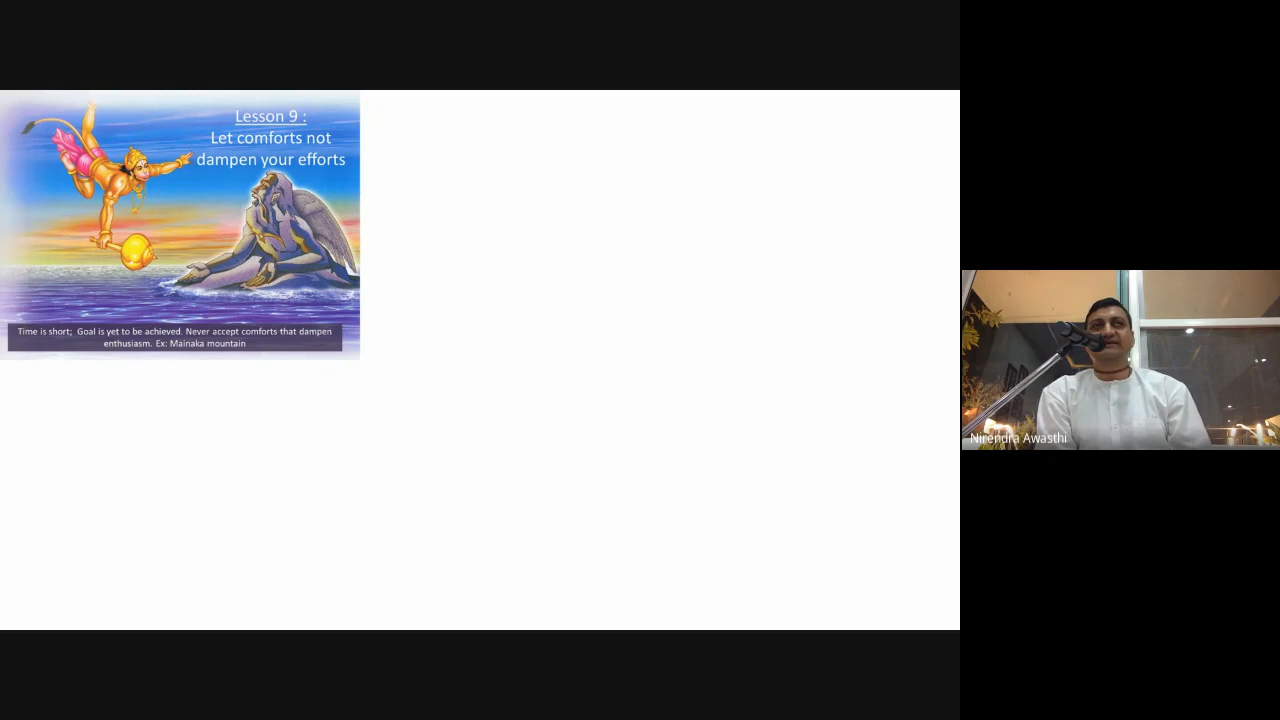 Lesson 9 :
Let comforts not
dampen your efforts
Time is short; Goal is yet to be achieved. Never accept comforts that dampen
enthusiasm. Ex: Mainaka mountain
Nirendra Awasthi